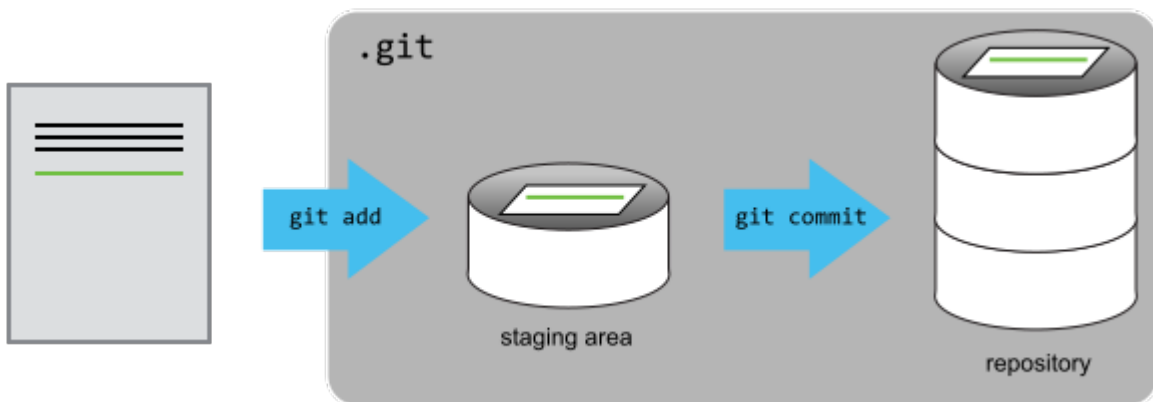 .git
git add
git commit
staging area
repository